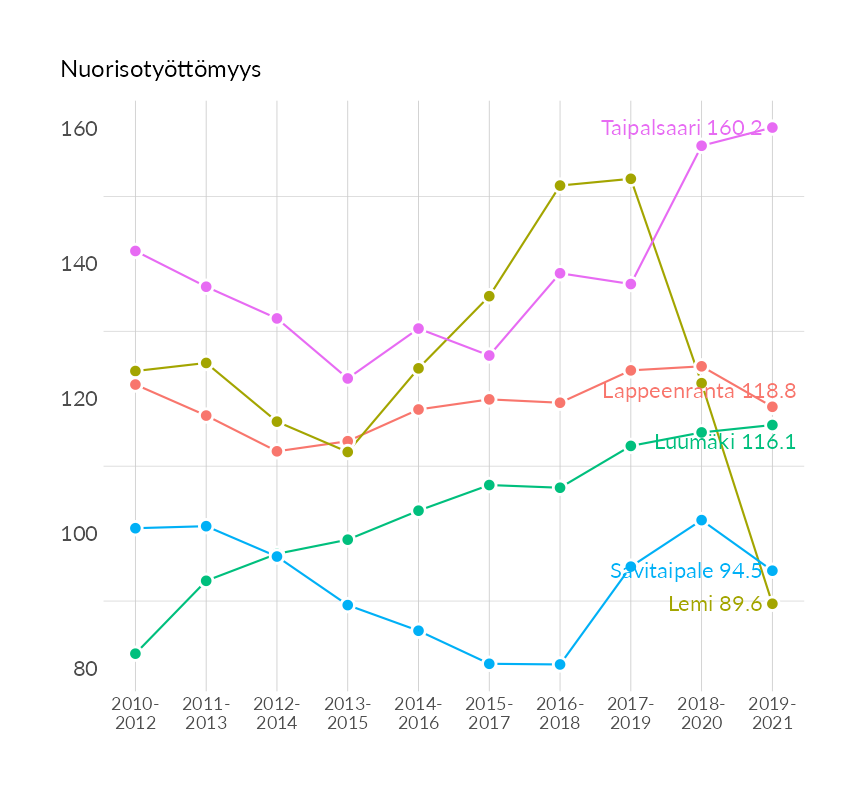 Nuorisotyöttömyys
160
Taipalsaari 160.2
140
120
Lappeenranta 118.8
Luumäki 116.1
100
Savitaipale 94.5
Lemi 89.6
80
2010- 2011- 2012- 2013- 2014- 2015- 2016- 2017- 2018- 2019-
2012 2013 2014 2015 2016 2017 2018 2019 2020 2021